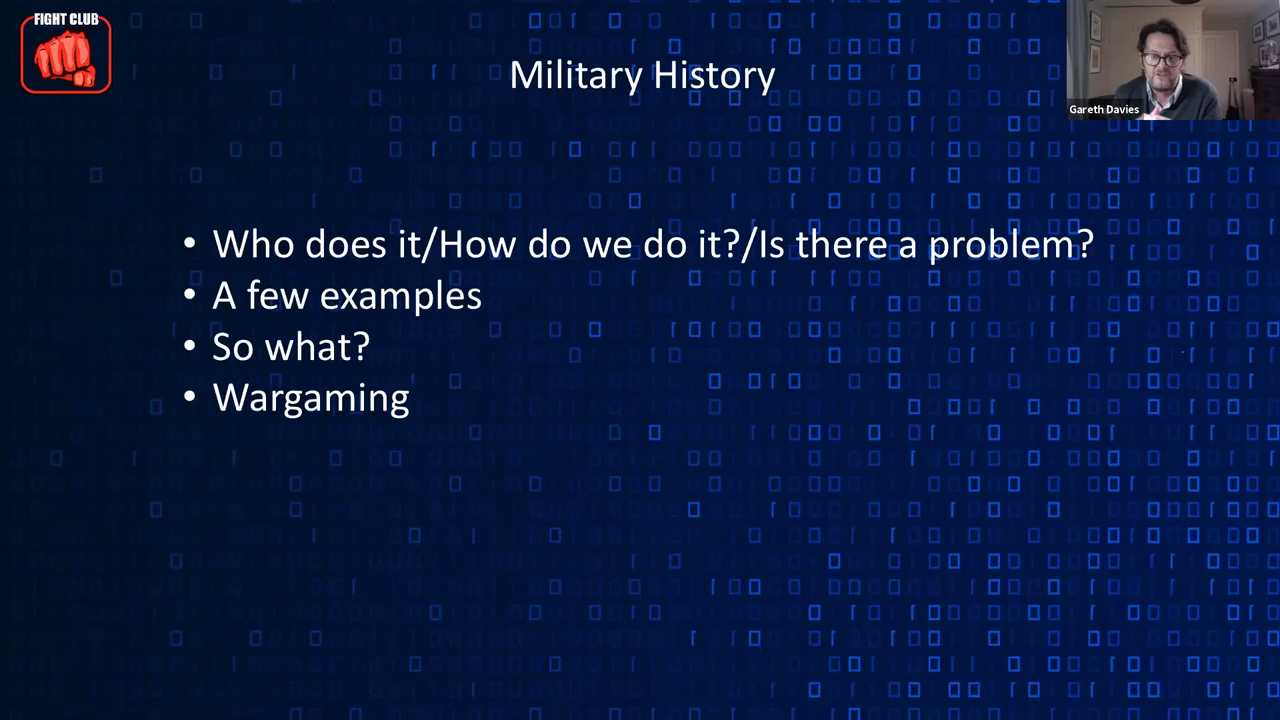 FIGHT CLUB
Military History
Gareth Davies
• Who does it/How do we do it?/Is there a problem?
• A few examples
• So what?
• Wargaming